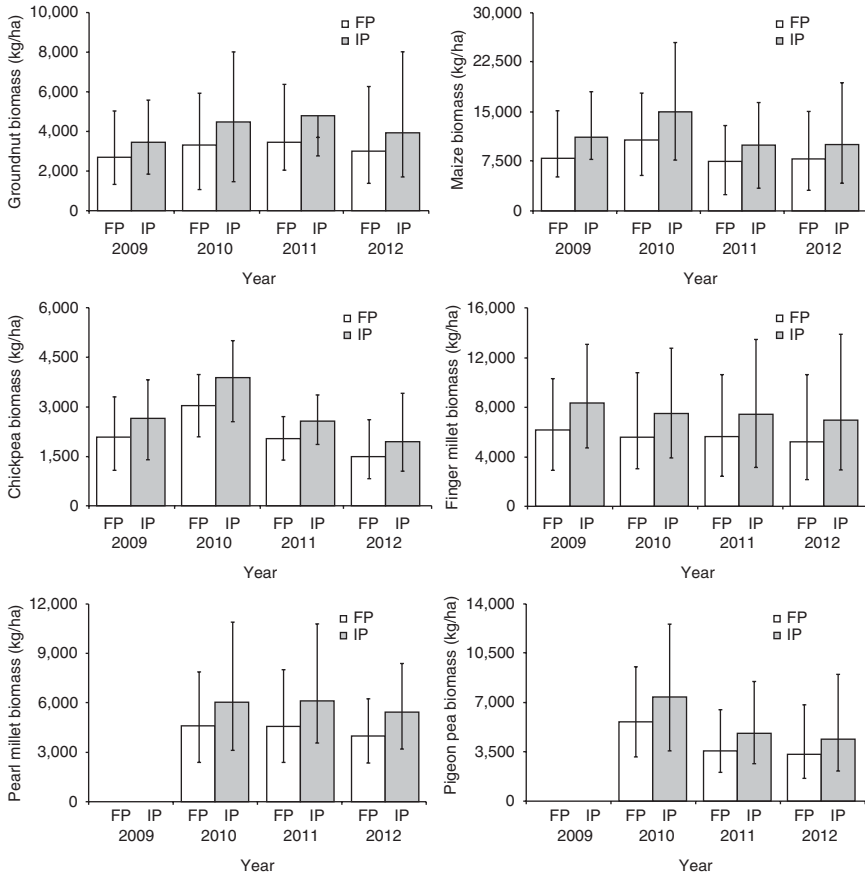 Groundnut biomass (kg/ha)
10,000
8,000
6,000
4,000
2,000
0
FP
IP
FP IP FP IP FP IP FP IP
2009 2010 2011 2012
Year
Maize biomass (kg/ha)
30,000
22,500
15,000
7,500
0
FP
IP
FP IP FP IP FP IP FP IP
2009 2010 2011 2012
Year
Chickpea biomass (kg/ha)
6,000
4,500
3,000
1,500
0
FP
IP
FP IP FP IP FP IP FP IP
2009 2010 2011 2012
Year
Finger millet biomass (kg/ha)
16,000
12,000
8,000
4,000
0
FP
IP
FP IP FP IP FP IP FP IP
2009 2010 2011 2012
Year
Pearl millet biomass (kg/ha)
12,000
9,000
6,000
3,000
0
FP
IP
FP IP FP IP FP IP FP IP
2009 2010 2011 2012
Year
Pigeon pea biomass (kg/ha)
14,000
10,500
7,000
3,500
0
FP
IP
FP IP FP IP FP IP FP IP
2009 2010 2011 2012
Year